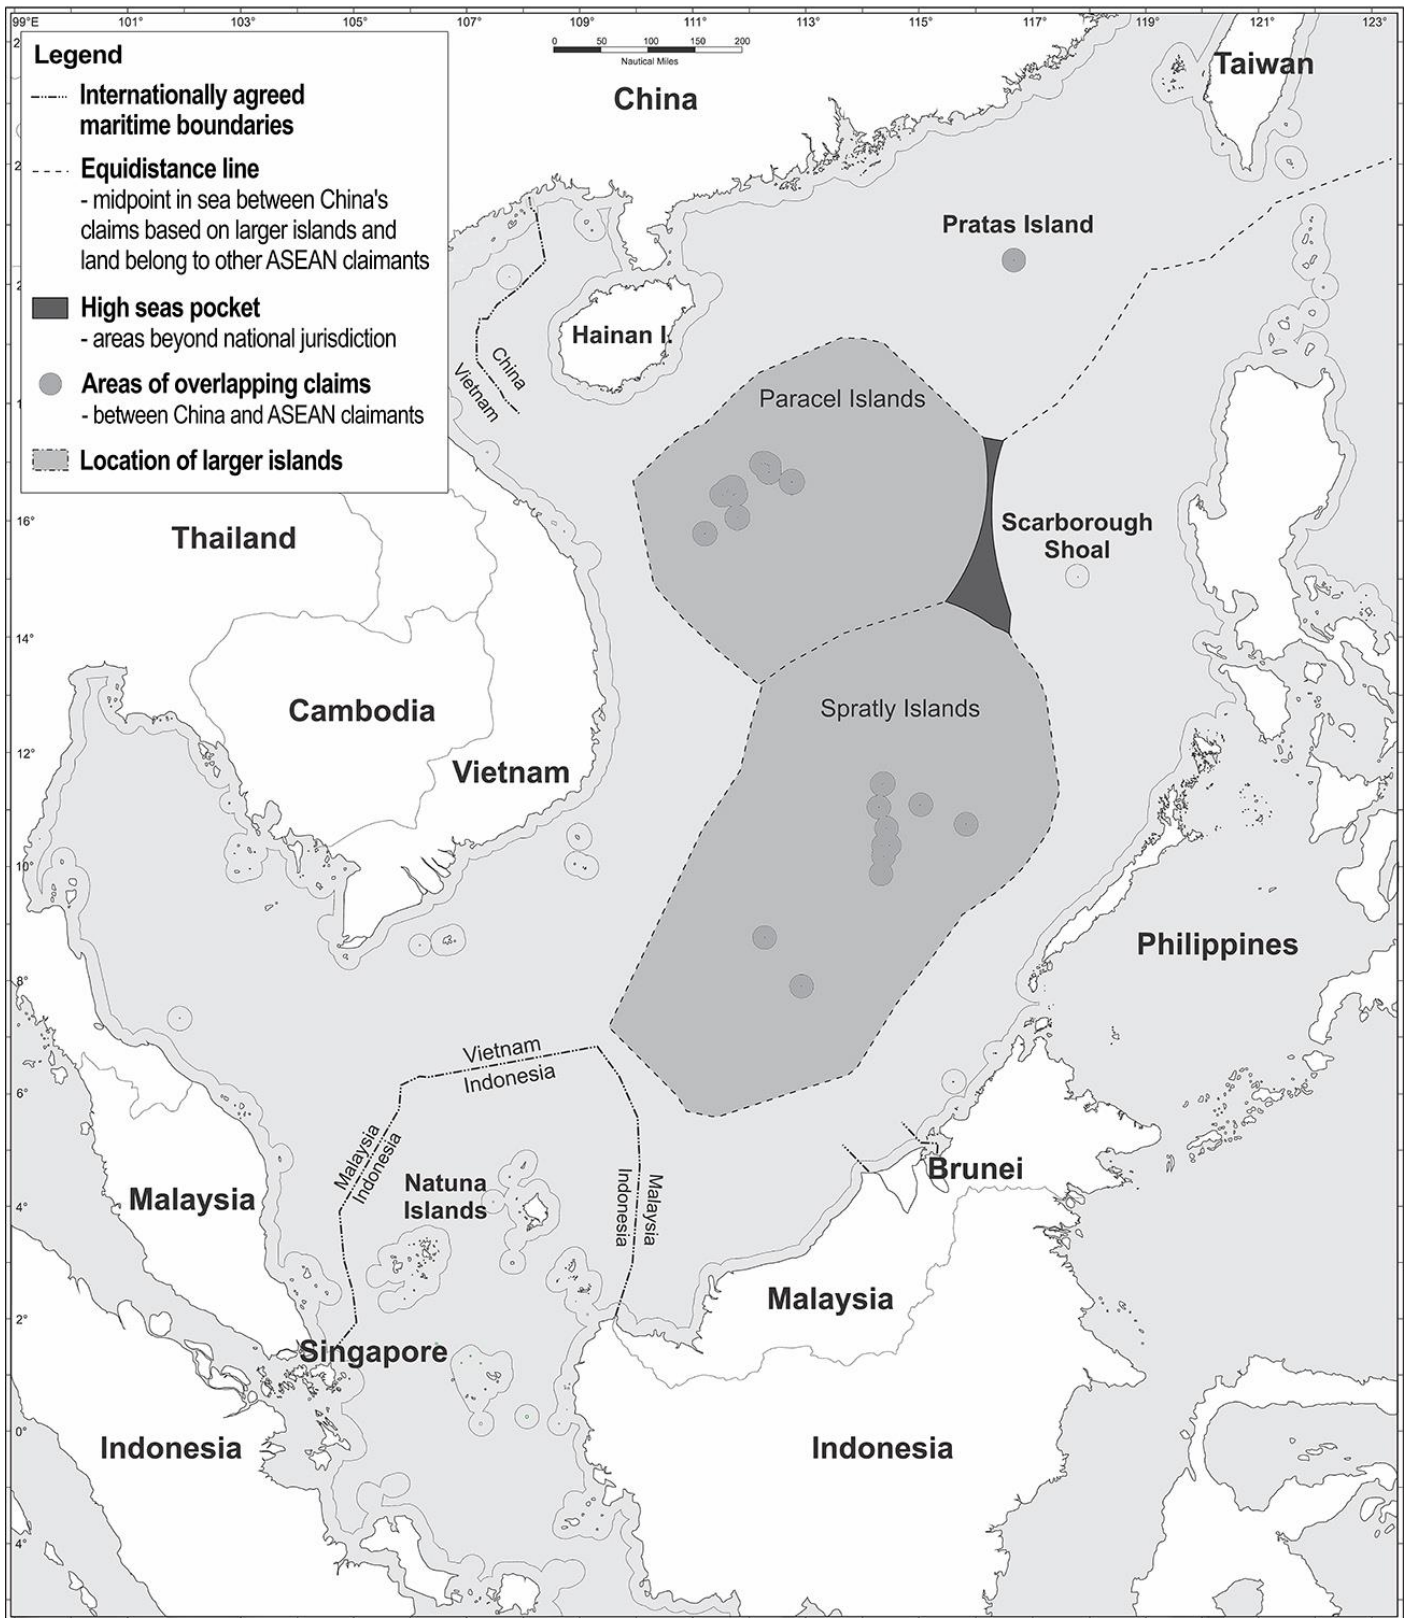 99°E 101° 103° 105° 107° 109° 111° 113° 115° 117° 119° 121° 123°
Legend
Internationally agreed
maritime boundaries
Equidistance line
- midpoint in sea between China's
claims based on larger islands and
land belong to other ASEAN claimants
High seas pocket
- areas beyond national jurisdiction
Areas of overlapping claims
- between China and ASEAN claimants
Location of larger islands
0 50 100 150 200
Nautical Miles
China
Taiwan
Pratas Island
Hainan I.
China
Vietnam
Paracel Islands
16°
Thailand
Scarborough
Shoal
14°
Cambodia
Spratly Islands
12°
Vietnam
10°
Philippines
8°
Vietnam
Indonesia
6°
Malaysia
Indonesia
Brunei
Natuna
Islands
Malaysia
Indonesia
Malaysia
4°
Malaysia
2°
Singapore
0°
Indonesia
Indonesia
4°